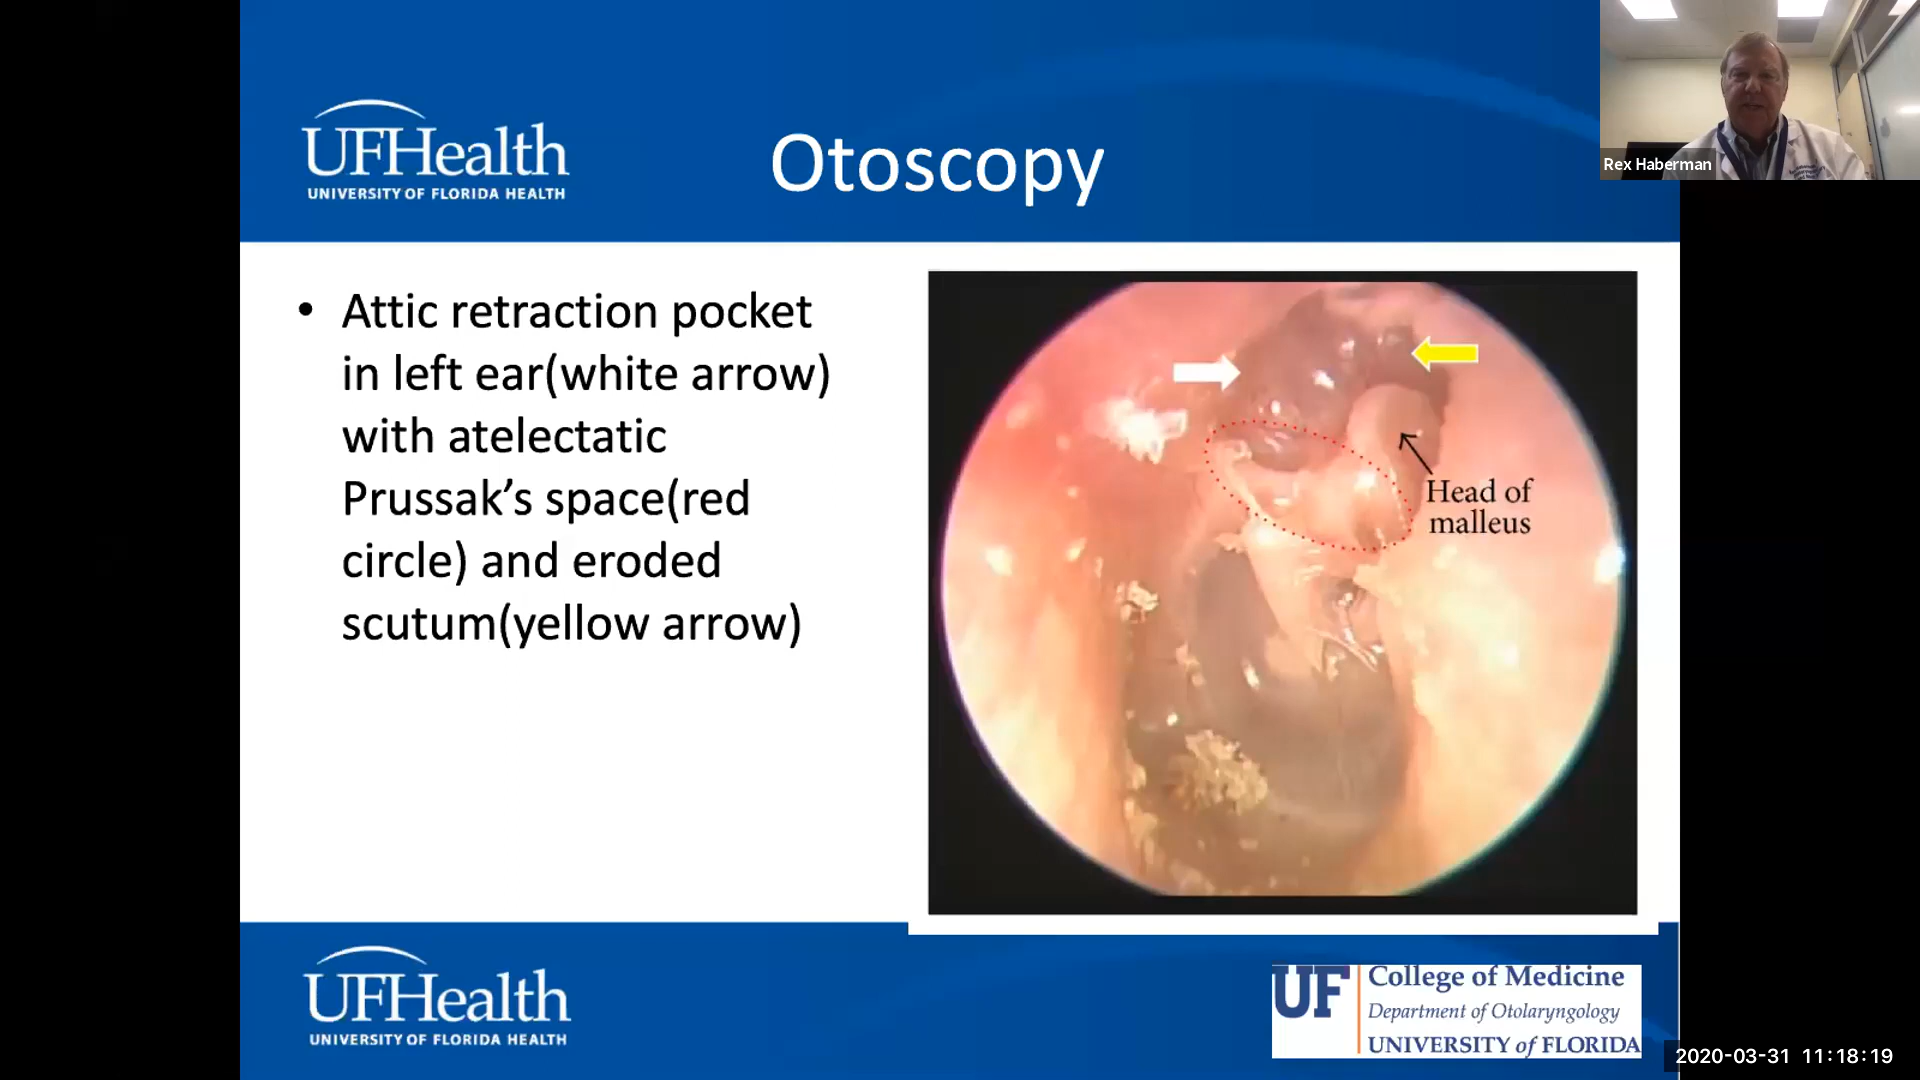 UFHealth
UNIVERSITY OF FLORIDA HEALTH
Otoscopy
Rex Haberman
• Attic retraction pocket
in left ear(white arrow)
with atelectatic
Prussak’s space(red
circle) and eroded
scutum(yellow arrow)
Head of
malleus
UFHealth
UNIVERSITY OF FLORIDA HEALTH
UF
College of Medicine
Department of Otolaryngology
UNIVERSITY of FLORIDA
2020-03-31 11:18:19